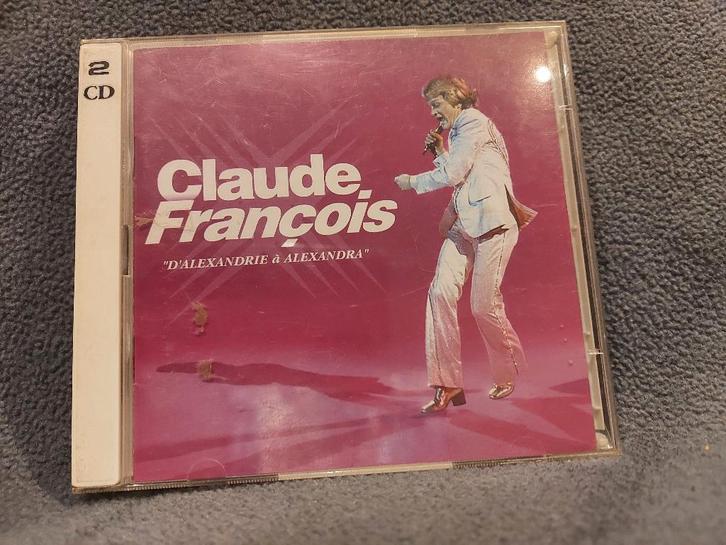 2
CD
Claude
François
"D'ALEXANDRIE à ALEXANDRA"